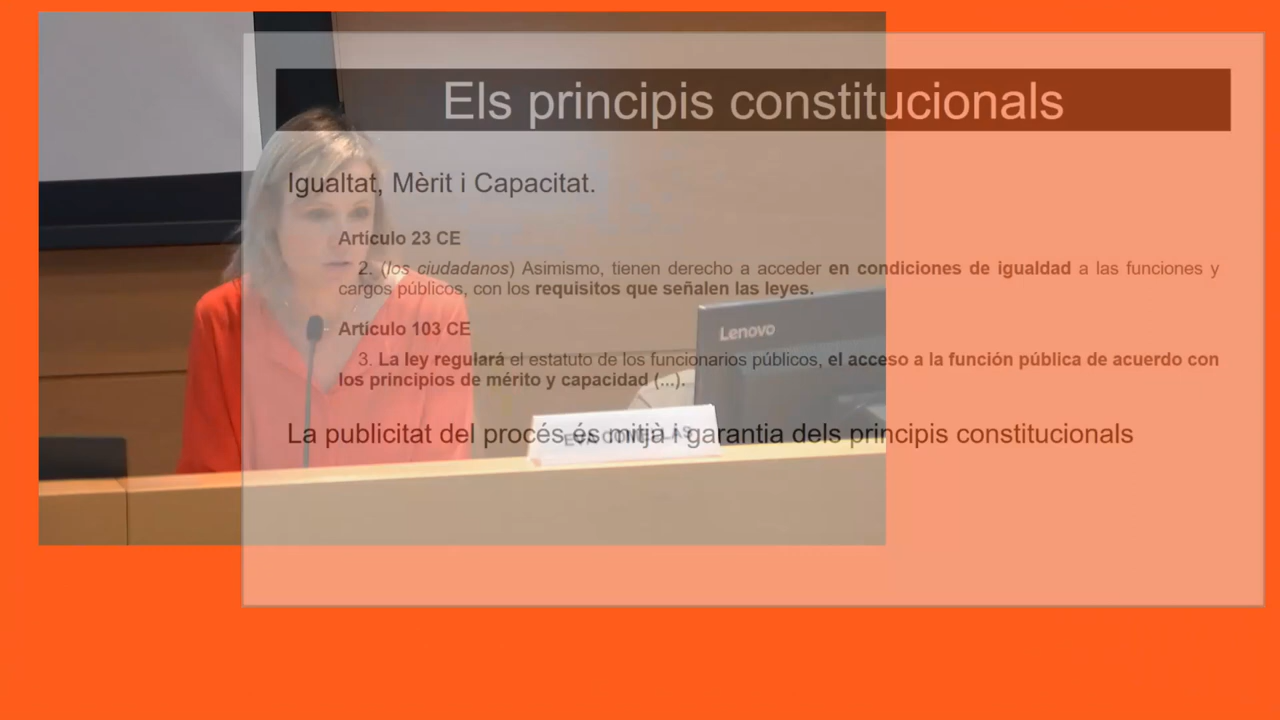 Els principis constitucionals
Igualtat, Mèrit i Capacitat.
Artículo 23 CE
2. (los ciudadanos) Asimismo, tienen derecho a acceder en condiciones de igualdad a las funciones y
cargos públicos, con los requisitos que señalen las leyes.
Lenovo
Artículo 103 CE
3. La ley regulará el estatuto de los funcionarios públicos, el acceso a la función pública de acuerdo con
los principios de mérito y capacidad (...).
La publicitat del procés és mitjà i garantia dels principis constitucionals